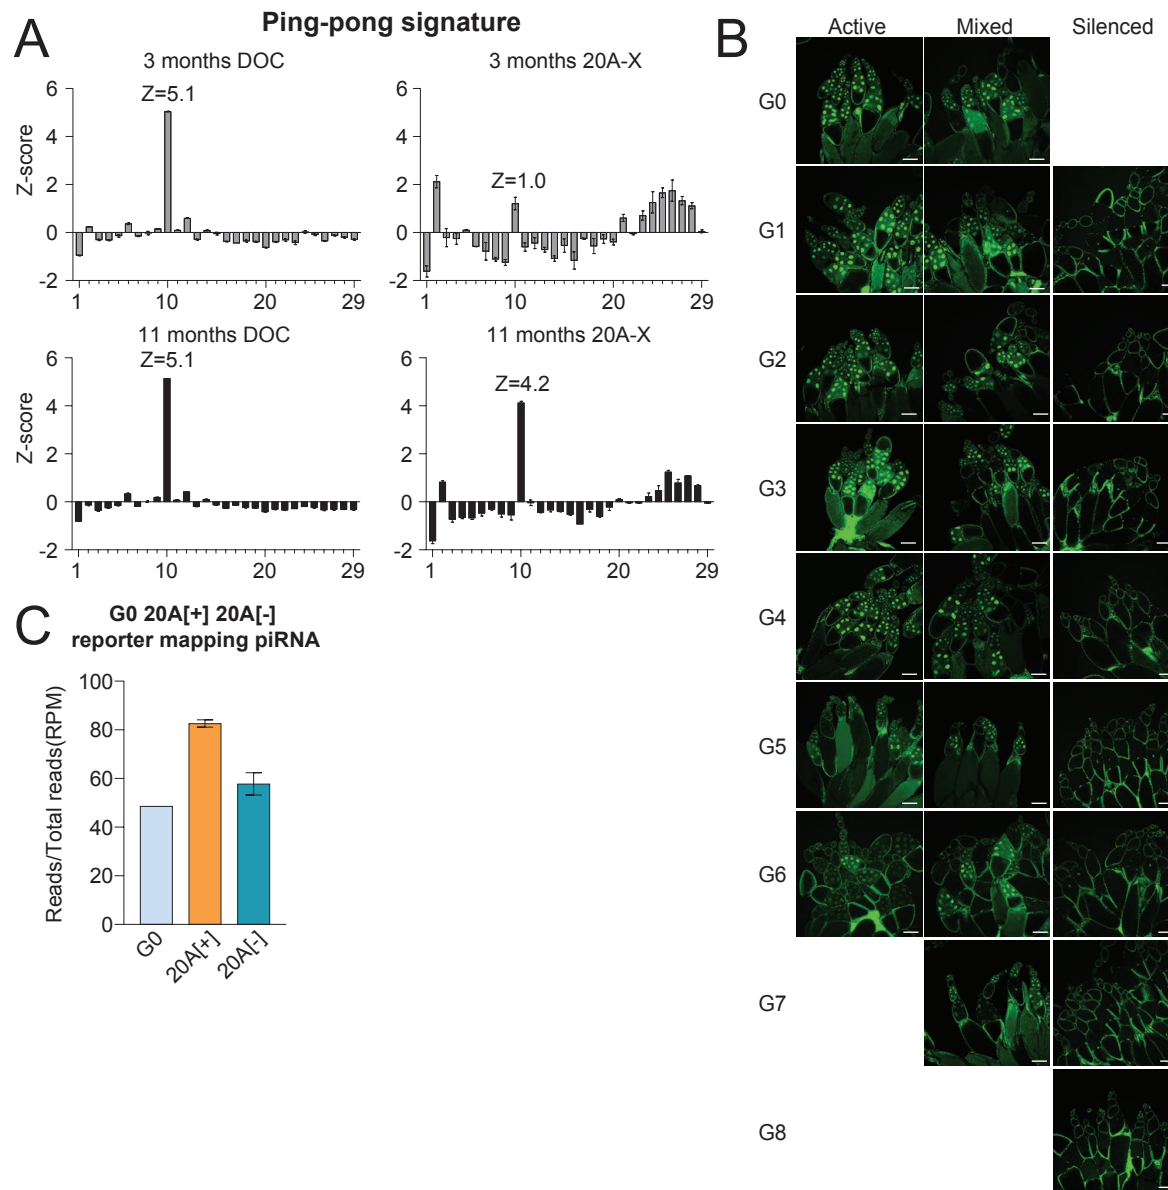 A
Ping-pong signature
3 months DOC
Z-score
6
4
2
0
-2
Z=5.1
1
10
20
29
3 months 20A-X
6
4
2
0
-2
Z=1.0
1
10
20
29
11 months DOC
Z-score
6
4
2
0
-2
Z=5.1
1
10
20
29
11 months 20A-X
6
4
2
0
-2
Z=4.2
1
10
20
29
B
Active
Mixed
Silenced
G0
G1
G2
G3
G4
G5
G6
G7
G8
C
G0 20A[+] 20A[-]
reporter mapping piRNA
Reads/Total reads(RPM)
100
80
60
40
20
0
G0
20A[+]
20A[-]